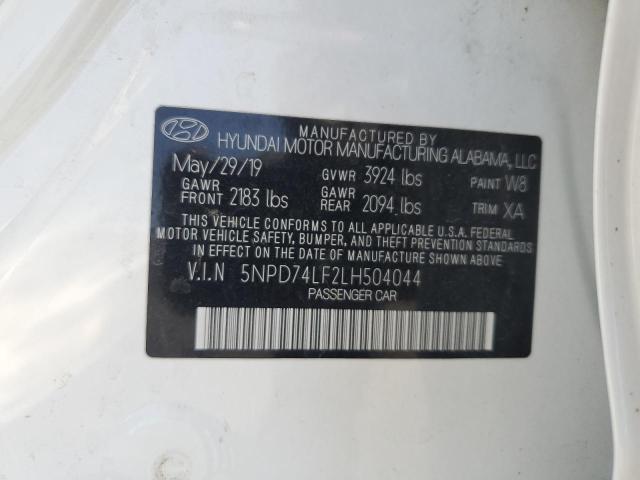 MANUFACTURED BY
HYUNDAI MOTOR MANUFACTURING ALABAMA, LLC
May/29/19 GVWR 3924 lbs PAINT W8
GAWR FRONT 2183 lbs GAWR REAR 2094 lbs TRIM XA
THIS VEHICLE CONFORMS TO ALL APPLICABLE U.S.A. FEDERAL
MOTOR VEHICLE SAFETY, BUMPER, AND THEFT PREVENTION
STANDARDS IN EFFECT ON THE DATE OF MANUFACTURE SHOWN ABOVE.
V.I.N 5NPD74LF2LH504044
PASSENGER CAR